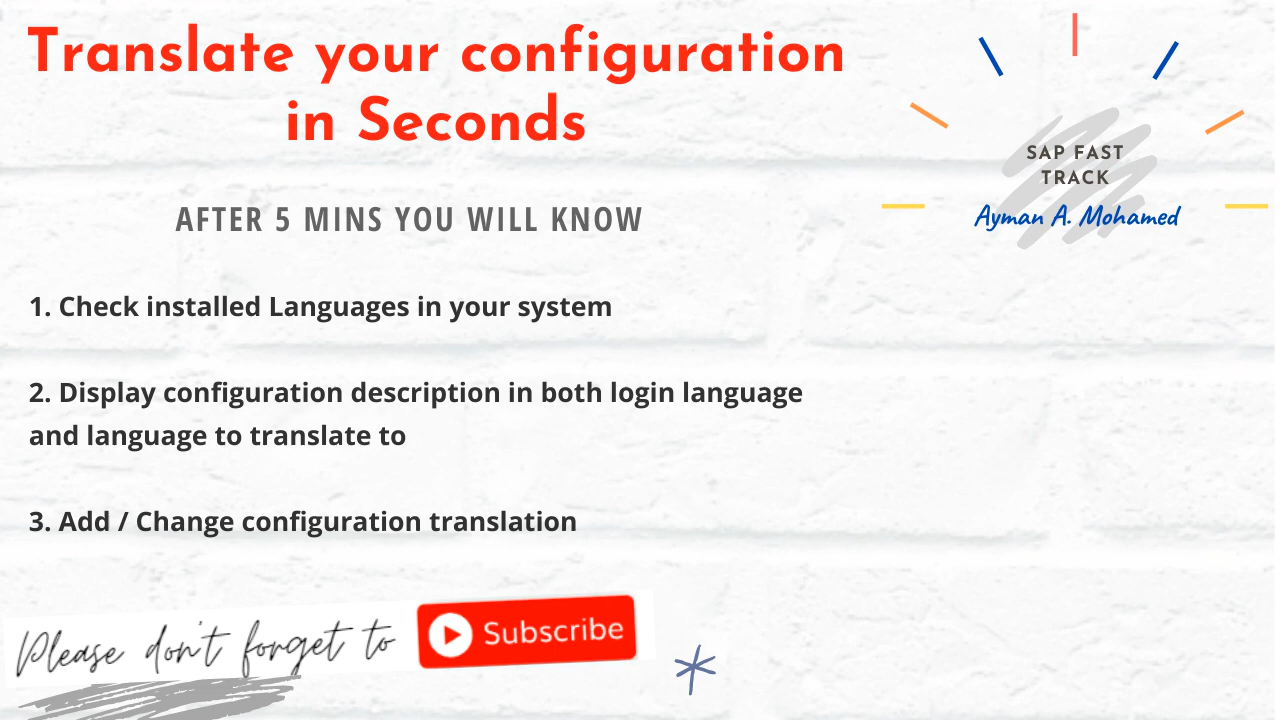 Translate your configuration
in Seconds
SAP FAST
TRACK
Ayman A. Mohamed
AFTER 5 MINS YOU WILL KNOW
1. Check installed Languages in your system
2. Display configuration description in both login language
and language to translate to
3. Add / Change configuration translation
Please don't forget to
Subscribe